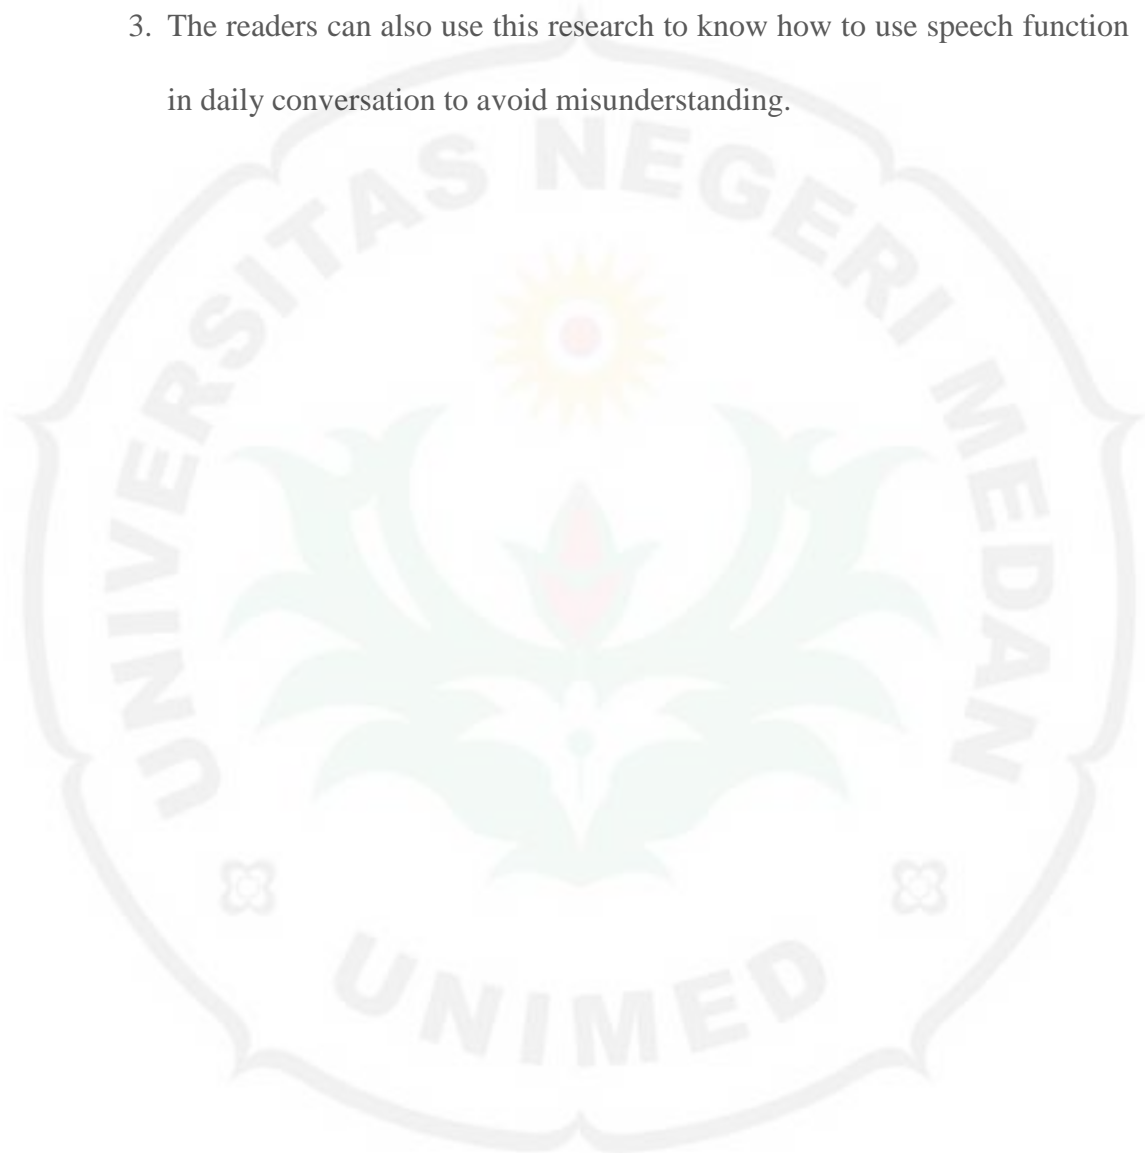 3. The readers can also use this research to know how to use speech function
in daily conversation to avoid misunderstanding.
UNIVERSITAS NEGERI MEDAN
UNIMED